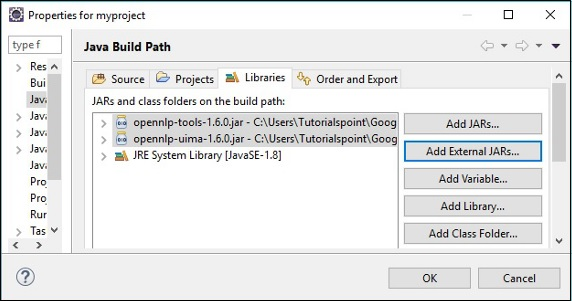 Properties for myproject
type f
Java Build Path
Res
Buil
Java
Java
Java
Java
Java
Proj
Proj
Run
Tas
Source
Projects
Libraries
Order and Export
JARs and class folders on the build path:
opennlp-tools-1.6.0.jar - C:\Users\Tutorialspoint\Goog
opennlp-uima-1.6.0.jar - C:\Users\Tutorialspoint\Goog
JRE System Library [JavaSE-1.8]
Add JARs...
Add External JARs...
Add Variable...
Add Library...
Add Class Folder...
OK
Cancel